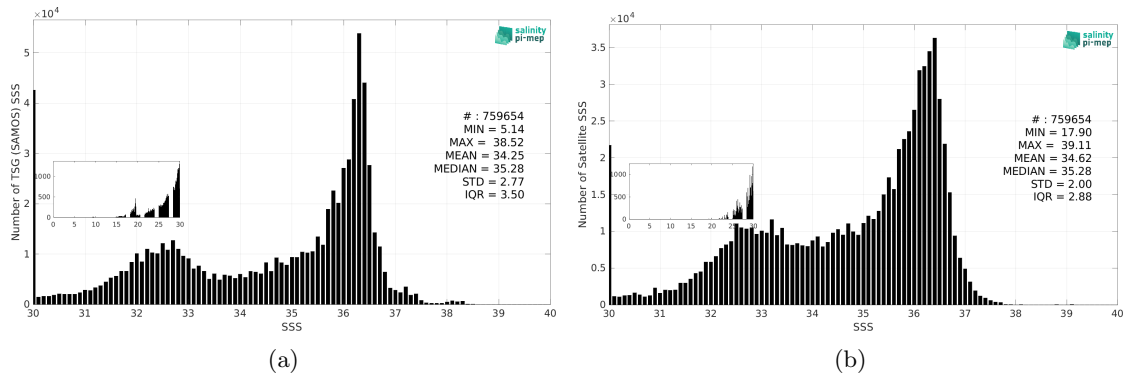 ×10⁴
salinity
pi-mep
5
4
3
2
1
0
Number of TSG (SAMOS) SSS
# : 759654
MIN = 5.14
MAX = 38.52
MEAN = 34.25
MEDIAN = 35.28
STD = 2.77
IQR = 3.50
1000
500
0
0 5 10 15 20 25 30
30 31 32 33 34 35 36 37 38 39 40
SSS
(a)
×10⁴
salinity
pi-mep
3.5
3
2.5
2
1.5
1
0.5
0
Number of Satellite SSS
# : 759654
MIN = 17.90
MAX = 39.11
MEAN = 34.62
MEDIAN = 35.28
STD = 2.00
IQR = 2.88
1000
500
0
0 5 10 15 20 25 30
30 31 32 33 34 35 36 37 38 39 40
SSS
(b)